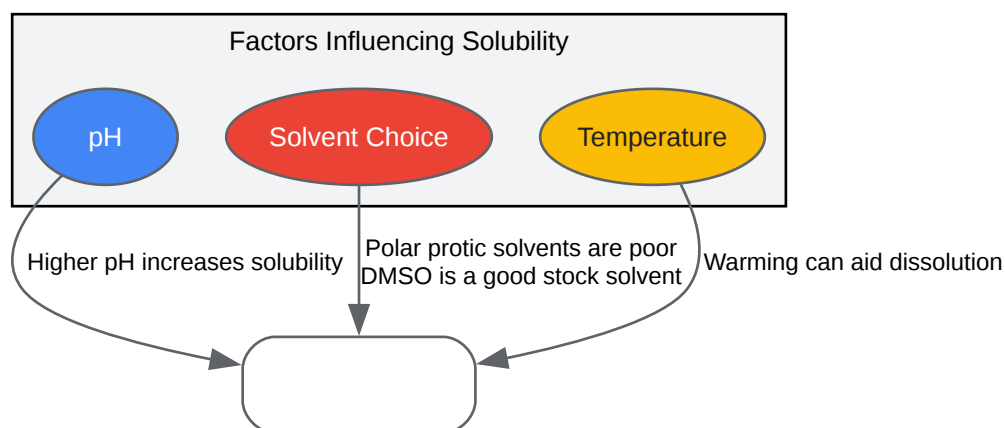 Factors Influencing Solubility
pH
Solvent Choice
Temperature
Higher pH increases solubility
Polar protic solvents are poor
DMSO is a good stock solvent
Warming can aid dissolution